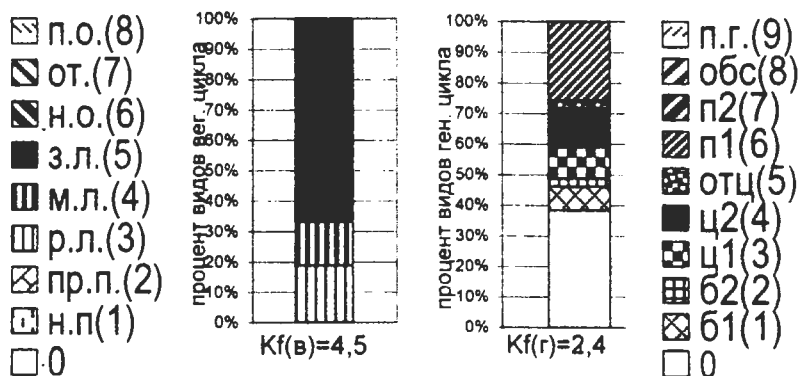 п.о.(8)
от.(7)
н.о.(6)
з.л.(5)
м.л.(4)
р.л.(3)
пр.п.(2)
н.п(1)
0
процент видов вег. цикла
100%
90%
80%
70%
60%
50%
40%
30%
20%
10%
0%
Kf(в)=4,5
процент видов ген. цикла
100%
90%
80%
70%
60%
50%
40%
30%
20%
10%
0%
Kf(г)=2,4
п.г.(9)
обс(8)
п2(7)
п1(6)
отц(5)
ц2(4)
ц1(3)
б2(2)
б1(1)
0